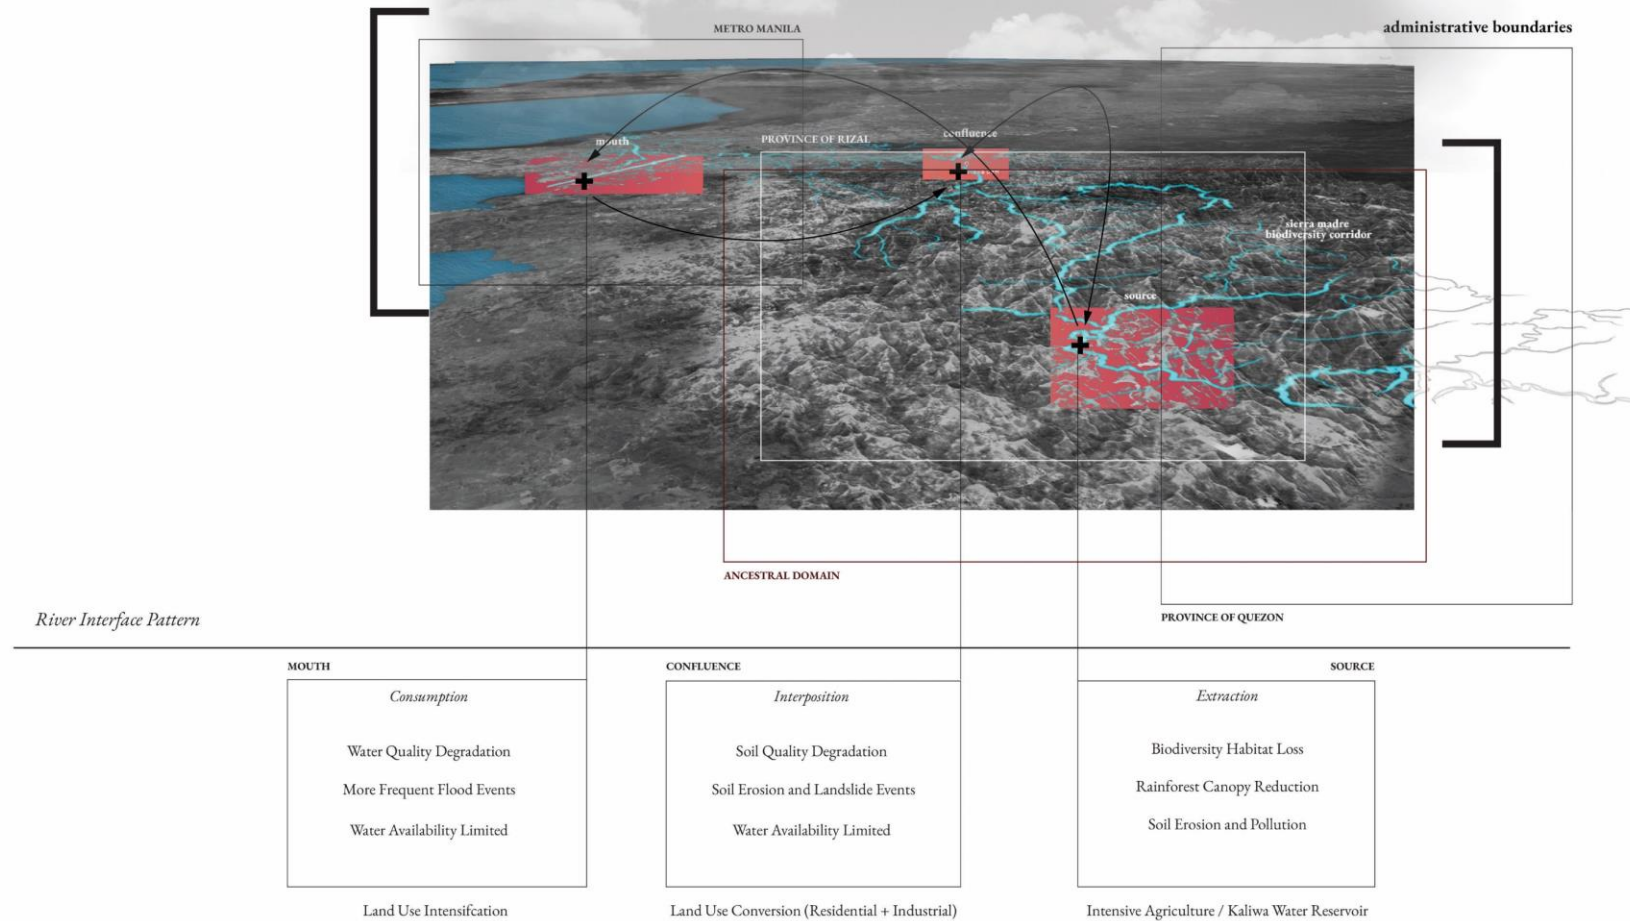 METRO MANILA
administrative boundaries
mouth
PROVINCE OF RIZAL
confluence
sierra madre
biodiversity corridor
source
ANCESTRAL DOMAIN
PROVINCE OF QUEZON
River Interface Pattern
MOUTH
Consumption
Water Quality Degradation
More Frequent Flood Events
Water Availability Limited
Land Use Intensifcation
CONFLUENCE
Interposition
Soil Quality Degradation
Soil Erosion and Landslide Events
Water Availability Limited
Land Use Conversion (Residential + Industrial)
SOURCE
Extraction
Biodiversity Habitat Loss
Rainforest Canopy Reduction
Soil Erosion and Pollution
Intensive Agriculture / Kaliwa Water Reservoir